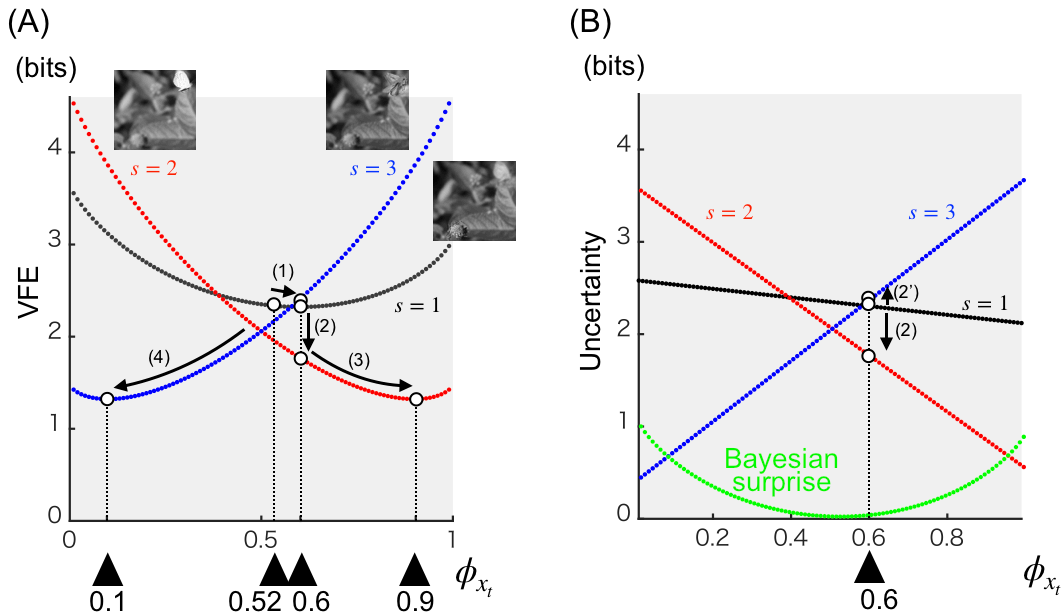 (A)
(bits)
VFE
4
3
2
1
0
s = 2
s = 3
s = 1
(1)
(2)
(3)
(4)
0
0.5
1
ϕxt
0.1
0.52
0.6
0.9
(B)
(bits)
Uncertainty
4
3
2
1
0
s = 2
s = 3
s = 1
(2')
(2)
Bayesian
surprise
0.2
0.4
0.6
0.8
ϕxt
0.6